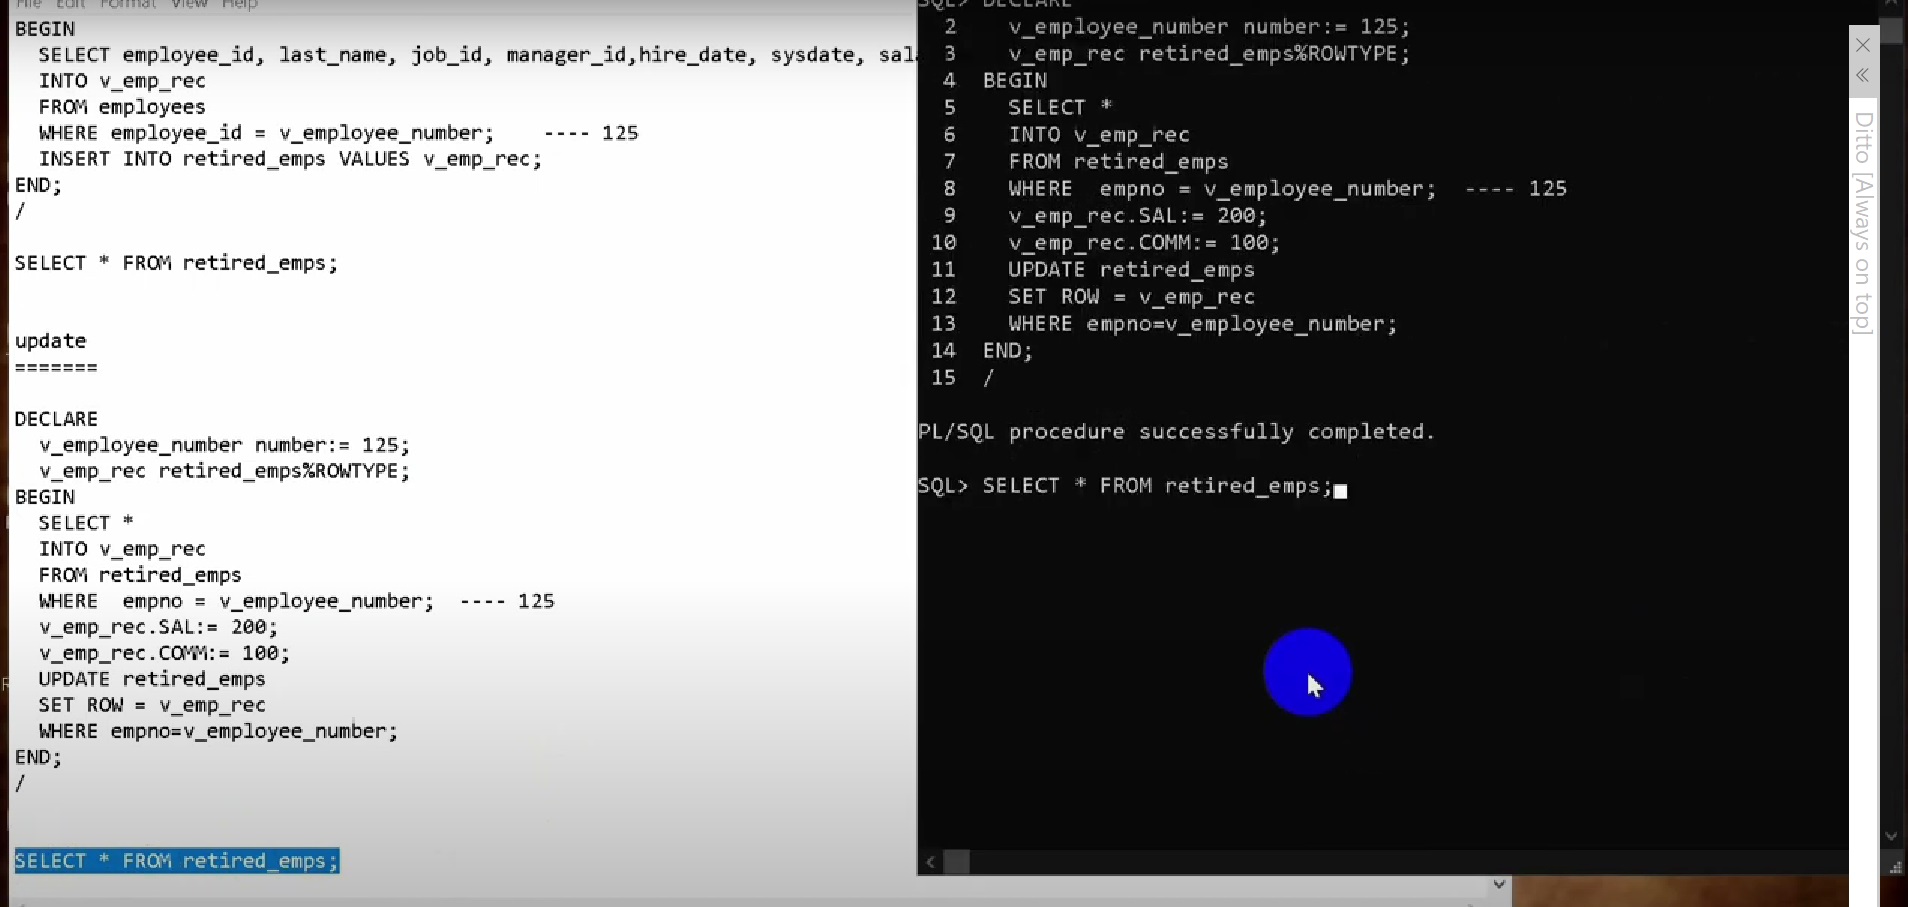 File Edit Format View Help
BEGIN
SELECT employee_id, last_name, job_id, manager_id,hire_date, sysdate,
INTO v_emp_rec
FROM employees
WHERE employee_id = v_employee_number; ---- 125
INSERT INTO retired_emps VALUES v_emp_rec;
END;
/
SELECT * FROM retired_emps;
update
=======
DECLARE
v_employee_number number:= 125;
v_emp_rec retired_emps%ROWTYPE;
BEGIN
SELECT *
INTO v_emp_rec
FROM retired_emps
WHERE  empno = v_employee_number; ---- 125
v_emp_rec.SAL:= 200;
v_emp_rec.COMM:= 100;
UPDATE retired_emps
SET ROW = v_emp_rec
WHERE empno=v_employee_number;
END;
/
SELECT * FROM retired_emps;
SQL> DECLARE
2 v_employee_number number:= 125;
3 v_emp_rec retired_emps%ROWTYPE;
4 BEGIN
5 SELECT *
6 INTO v_emp_rec
7 FROM retired_emps
8 WHERE  empno = v_employee_number; ---- 125
9 v_emp_rec.SAL:= 200;
10 v_emp_rec.COMM:= 100;
11 UPDATE retired_emps
12 SET ROW = v_emp_rec
13 WHERE empno=v_employee_number;
14 END;
15 /
PL/SQL procedure successfully completed.
SQL> SELECT * FROM retired_emps;
Ditto [Always on top]